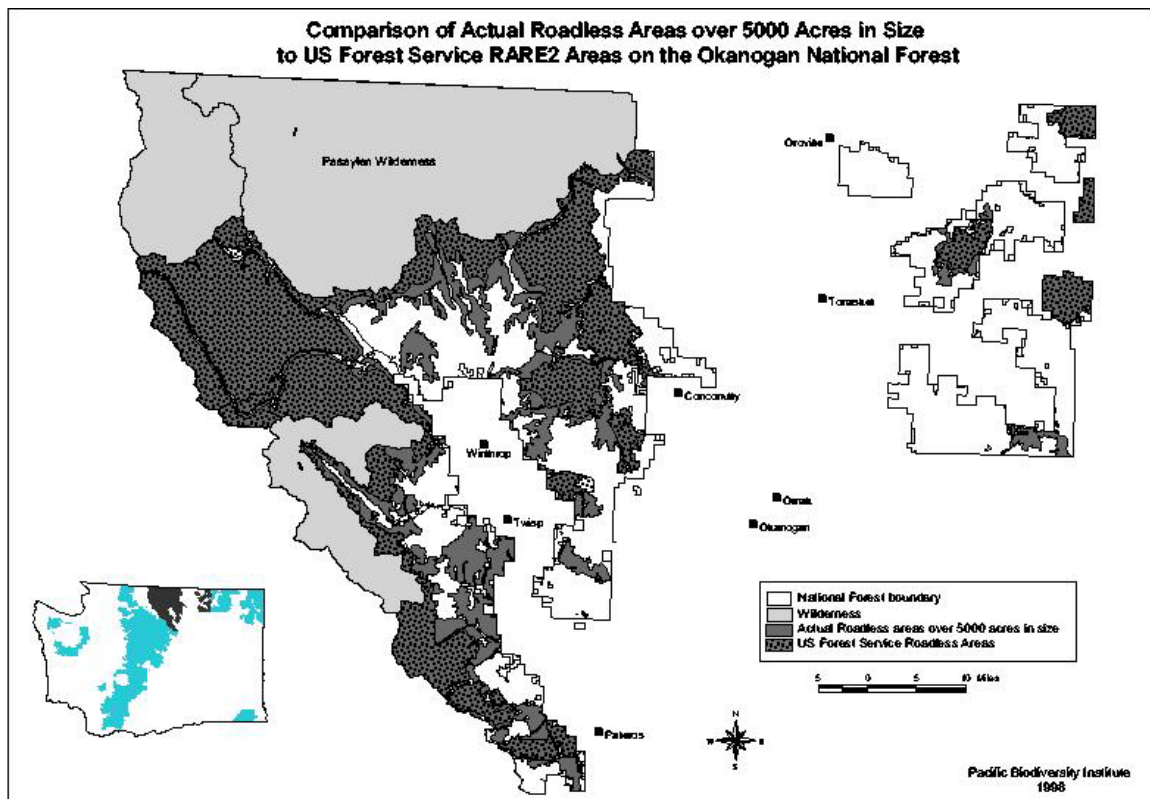 Comparison of Actual Roadless Areas over 5000 Acres in Size
to US Forest Service RARE2 Areas on the Okanogan National Forest
Pasayten Wilderness
Oroville
Tonasket
Conconully
Winthrop
Twisp
Omak
Okanogan
Pateros
National Forest boundary
Wilderness
Actual Roadless areas over 5000 acres in size
US Forest Service Roadless Areas
5 0 5 10 Miles
N
W E
S
Pacific Biodiversity Institute
1998